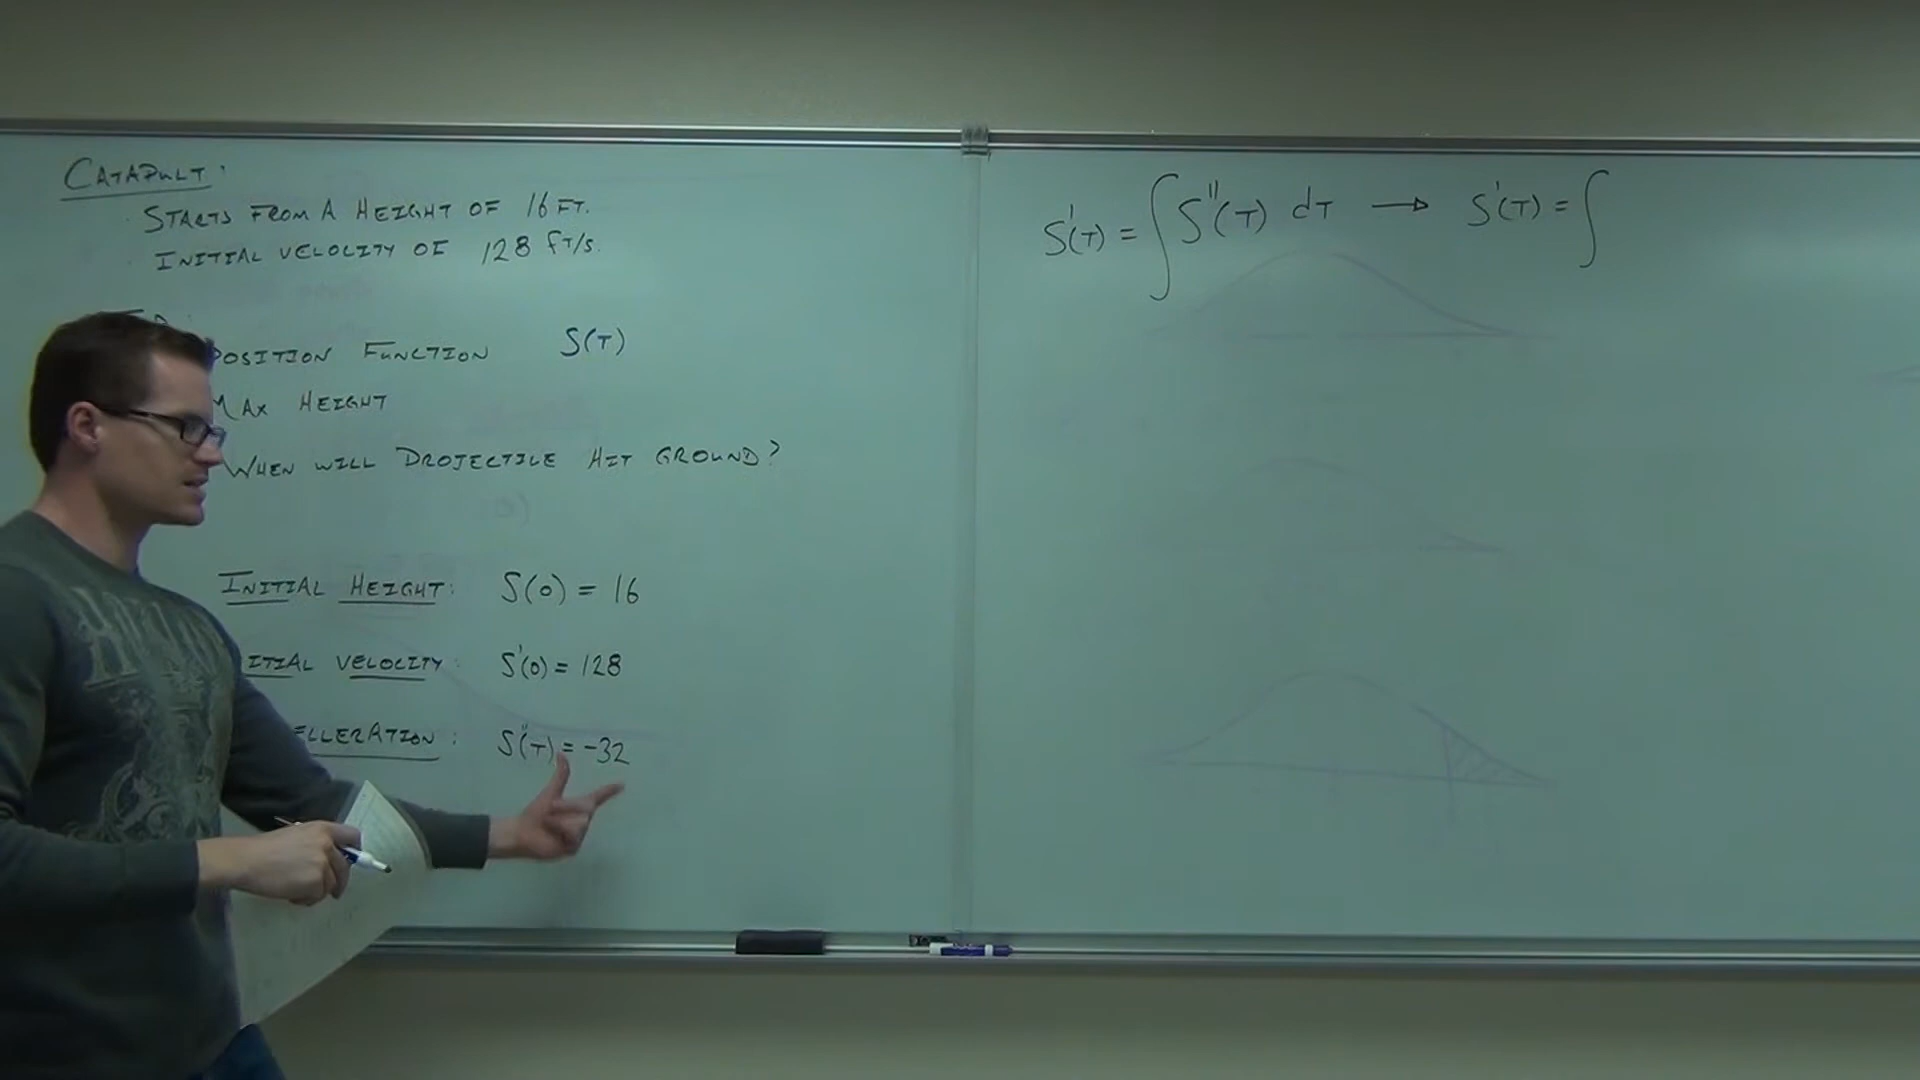 CATAPULT:
STARTS FROM A HEIGHT OF 16 FT.
INITIAL VELOCITY OF 128 FT/S.
POSITION FUNCTION S(T)
MAX HEIGHT
WHEN WILL PROJECTILE HIT GROUND?
INITIAL HEIGHT: S(0) = 16
ITIAL VELOCITY: S'(0) = 128
ELLERATION: S"(T) = -32
S'(T) = ∫ S"(T) dT → S'(T) = ∫